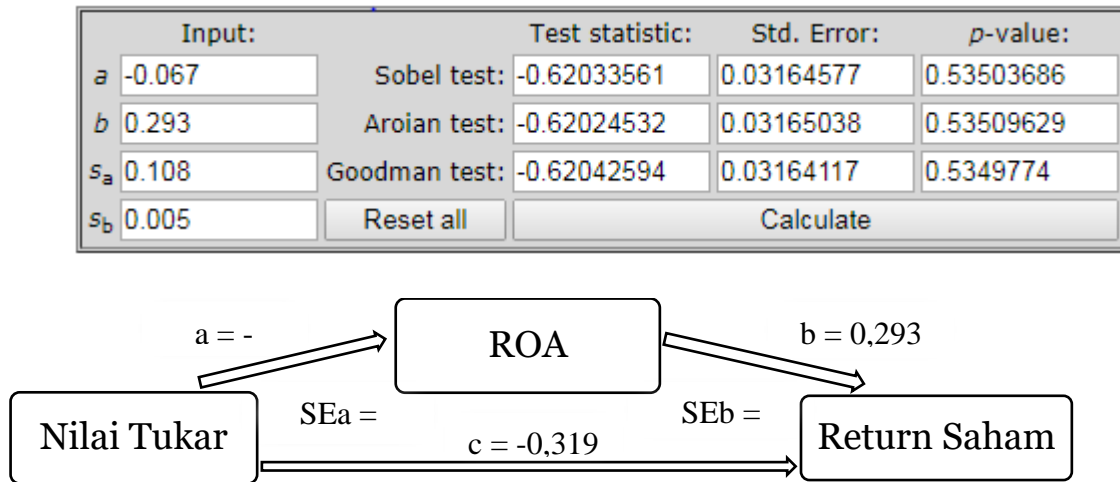 Input: Test statistic: Std. Error: p-value:
a -0.067 Sobel test: -0.62033561 0.03164577 0.53503686
b 0.293 Aroian test: -0.62024532 0.03165038 0.53509629
sa 0.108 Goodman test: -0.62042594 0.03164117 0.5349774
sb 0.005 Reset all Calculate
a = -
ROA
b = 0,293
Nilai Tukar
SEa =
SEb =
Return Saham
c = -0,319